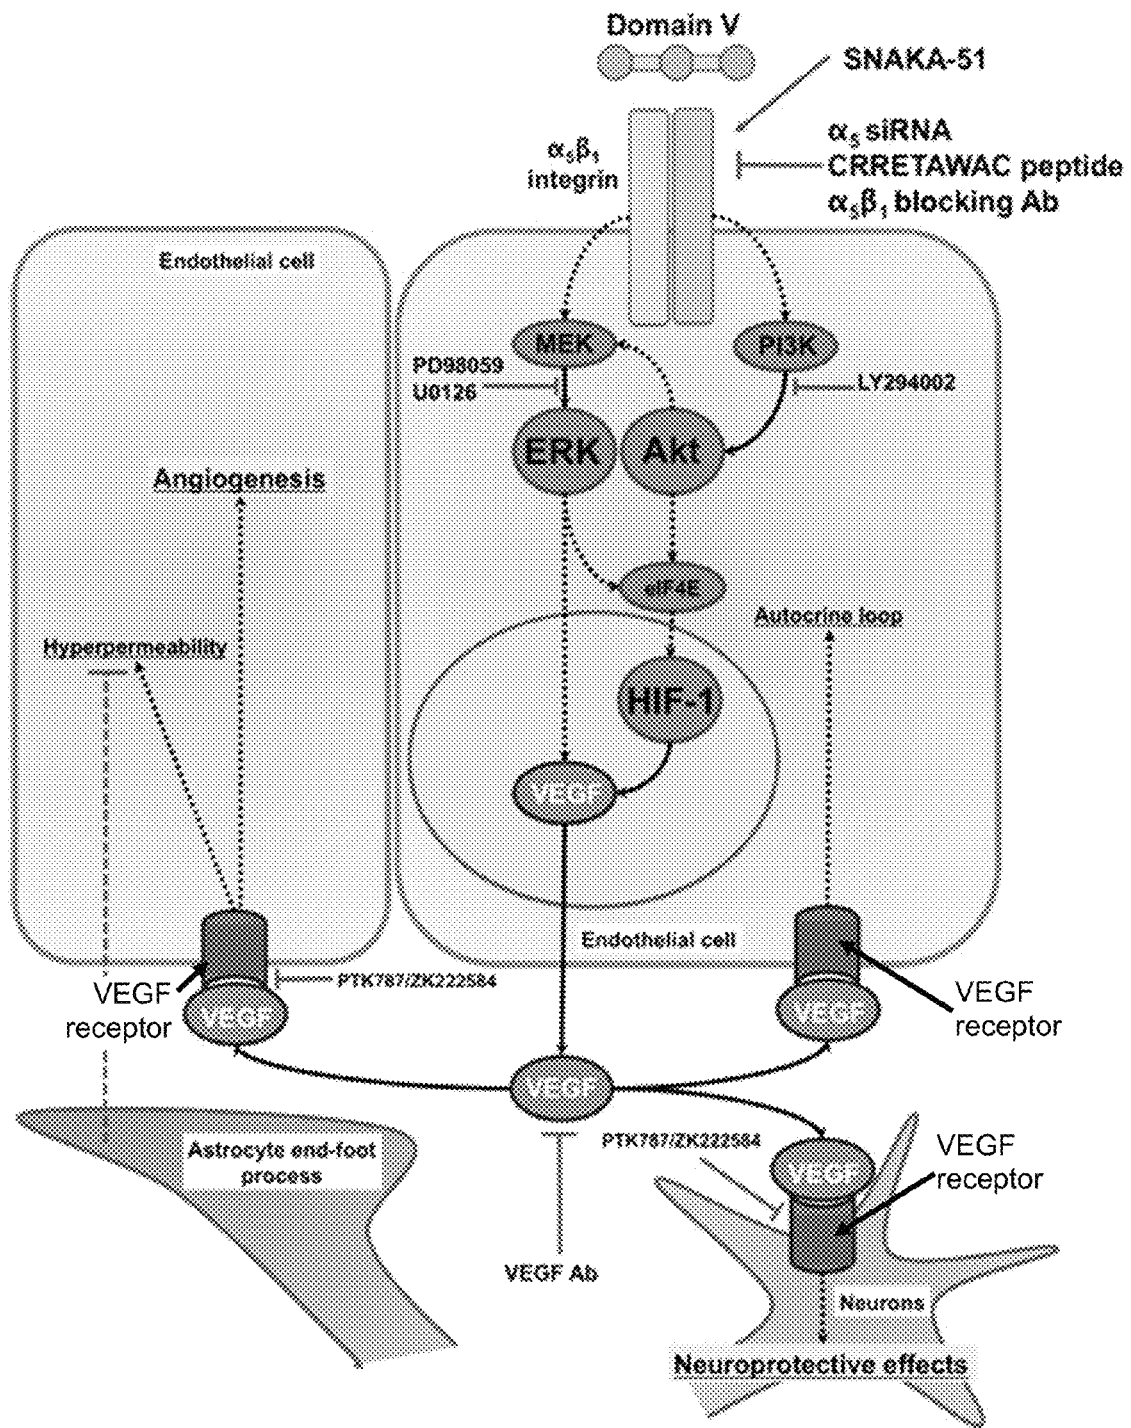 Domain V
SNAKA-51
α5β1
integrin
α5 siRNA
CRRETAWAC peptide
α5β1 blocking Ab
Endothelial cell
MEK
PI3K
PD98059
U0126
LY294002
ERK
Akt
Angiogenesis
eIF4E
Autocrine loop
Hyperpermeability
HIF-1
VEGF
Endothelial cell
PTK787/ZK222584
VEGF
receptor
VEGF
VEGF
VEGF
receptor
VEGF
PTK787/ZK222584
Astrocyte end-foot
process
VEGF
VEGF
receptor
VEGF Ab
Neurons
Neuroprotective effects